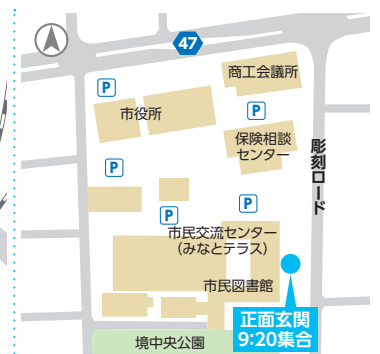 47
商工会議所
P
市役所
P
保険相談
センター
彫刻ロード
P
P
P
市民交流センター
（みなとテラス）
市民図書館
正面玄関
9:20集合
境中央公園